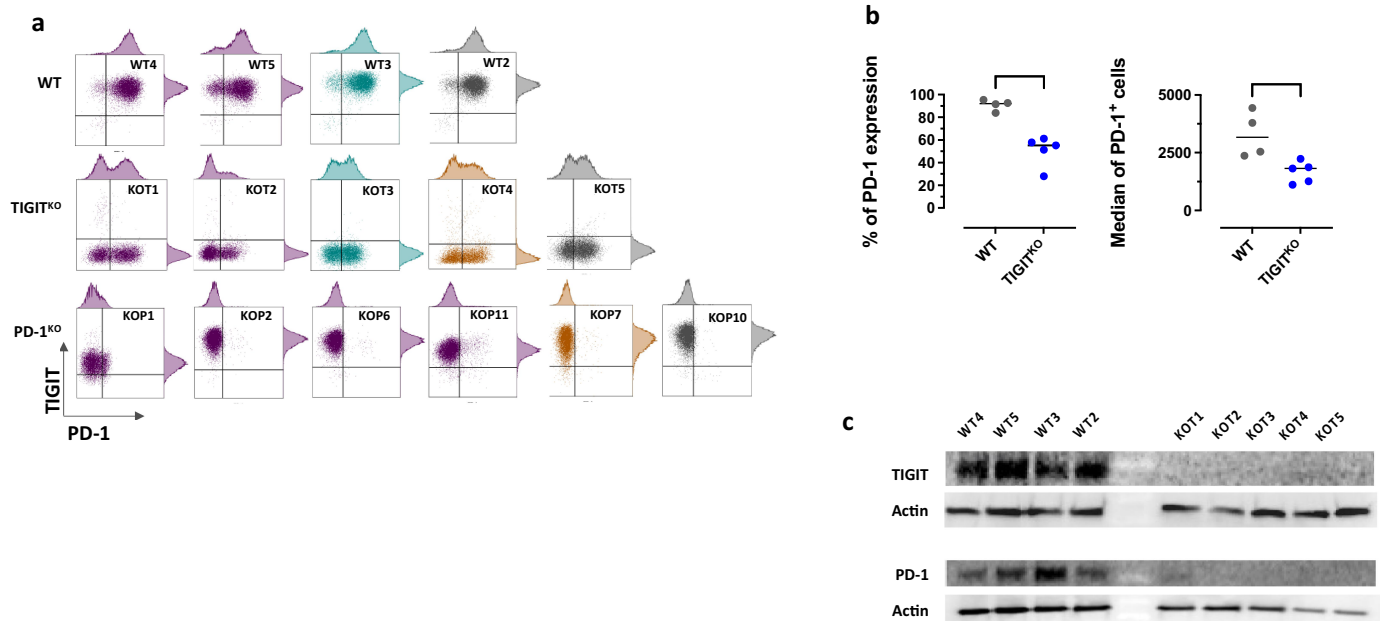 a
WT
WT4
WT5
WT3
WT2
TIGITKO
KOT1
KOT2
KOT3
KOT4
KOT5
PD-1KO
KOP1
KOP2
KOP6
KOP11
KOP7
KOP10
TIGIT
PD-1
b
% of PD-1 expression
100
80
60
40
20
0
WT
TIGITKO
Median of PD-1+ cells
5000
2500
0
WT
TIGITKO
c
WT4 WT5 WT3 WT2 KOT1 KOT2 KOT3 KOT4 KOT5
TIGIT
Actin
PD-1
Actin